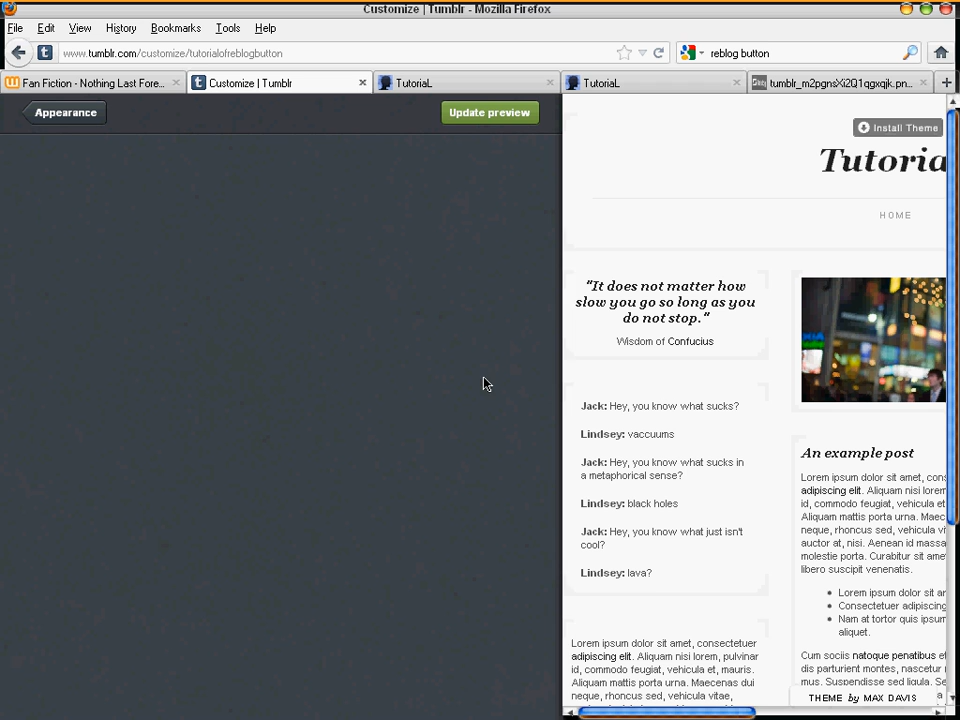 Customize | Tumblr - Mozilla Firefox
File Edit View History Bookmarks Tools Help
www.tumblr.com/customize/tutorialofreblogbutton
reblog button
Fan Fiction - Nothing Last Fore...
Customize | Tumblr
TutoriaL
TutoriaL
tumblr_m2pgnsXi2Q1qgxqjk.pn...
Appearance
Update preview
Install Theme
Tutoria
HOME
"It does not matter how
slow you go so long as you
do not stop."
Wisdom of Confucius
Jack: Hey, you know what sucks?
Lindsey: vaccuums
Jack: Hey, you know what sucks in
a metaphorical sense?
Lindsey: black holes
Jack: Hey, you know what just isn't
cool?
Lindsey: lava?
Lorem ipsum dolor sit amet, consectetuer
adipiscing elit. Aliquam nisi lorem, pulvinar
id, commodo feugiat, vehicula et, mauris.
Aliquam mattis porta urna. Maecenas dui
neque, rhoncus sed, vehicula vitae,
An example post
Lorem ipsum dolor sit amet, cons
adipiscing elit. Aliquam nisi lorem
id, commodo feugiat, vehicula et
Aliquam mattis porta urna. Maec
neque, rhoncus sed, vehicula vi
auctor at, nisi. Aenean id massa
molestie porta. Curabitur sit ame
libero suscipit venenatis.
• Lorem ipsum dolor sit ar
• Consectetuer adipiscing
• Nam at tortor quis ipsum
aliquet.
Cum sociis natoque penatibus et
dis parturient montes, nascetur
mus. Suspendisse sed ligula. Se
THEME by MAX DAVIS